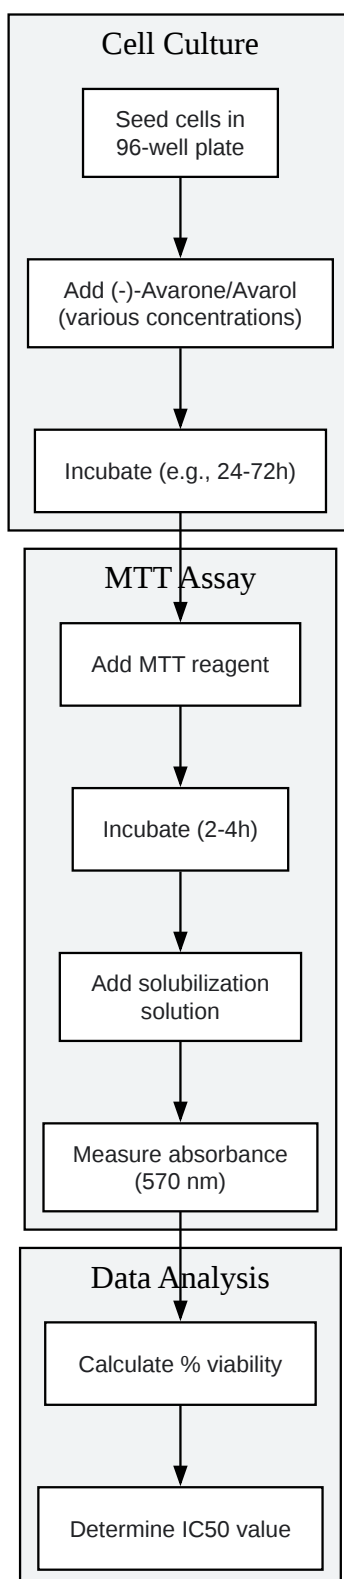 Cell Culture
Seed cells in
96-well plate
Add (-)-Avarone/Avarol
(various concentrations)
Incubate (e.g., 24-72h)
MTT Assay
Add MTT reagent
Incubate (2-4h)
Add solubilization
solution
Measure absorbance
(570 nm)
Data Analysis
Calculate % viability
Determine IC50 value